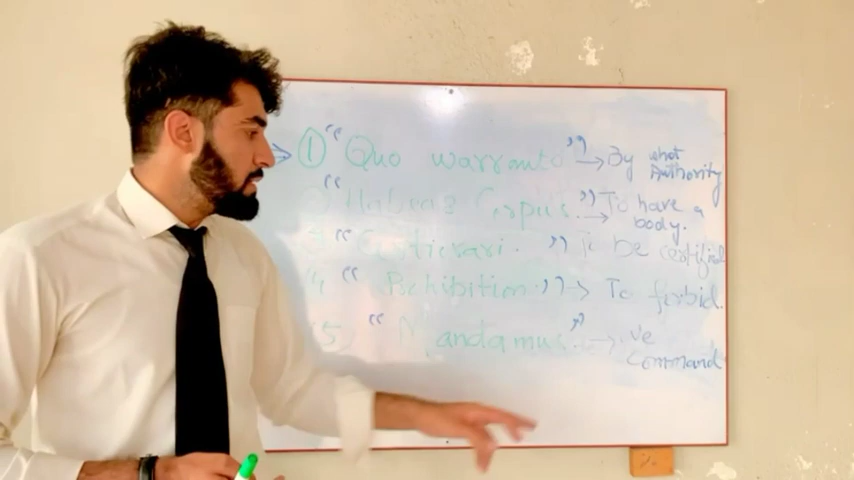 ① "Quo warranto" → By what Authority
"Habeas Corpus." → To have a body.
"Certiorari." To be certified
4 "Prohibition." → To forbid.
(5) "Mandamus." → We command